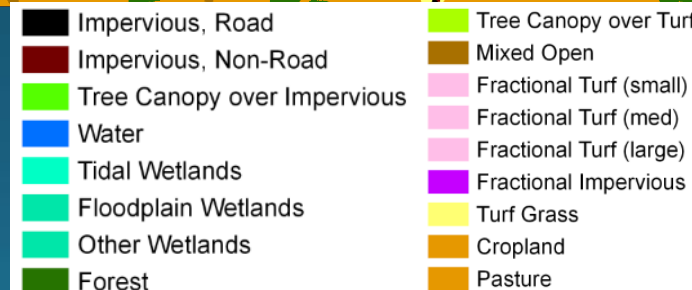 Impervious, Road
Impervious, Non-Road
Tree Canopy over Impervious
Water
Tidal Wetlands
Floodplain Wetlands
Other Wetlands
Forest
Tree Canopy over Turf
Mixed Open
Fractional Turf (small)
Fractional Turf (med)
Fractional Turf (large)
Fractional Impervious
Turf Grass
Cropland
Pasture